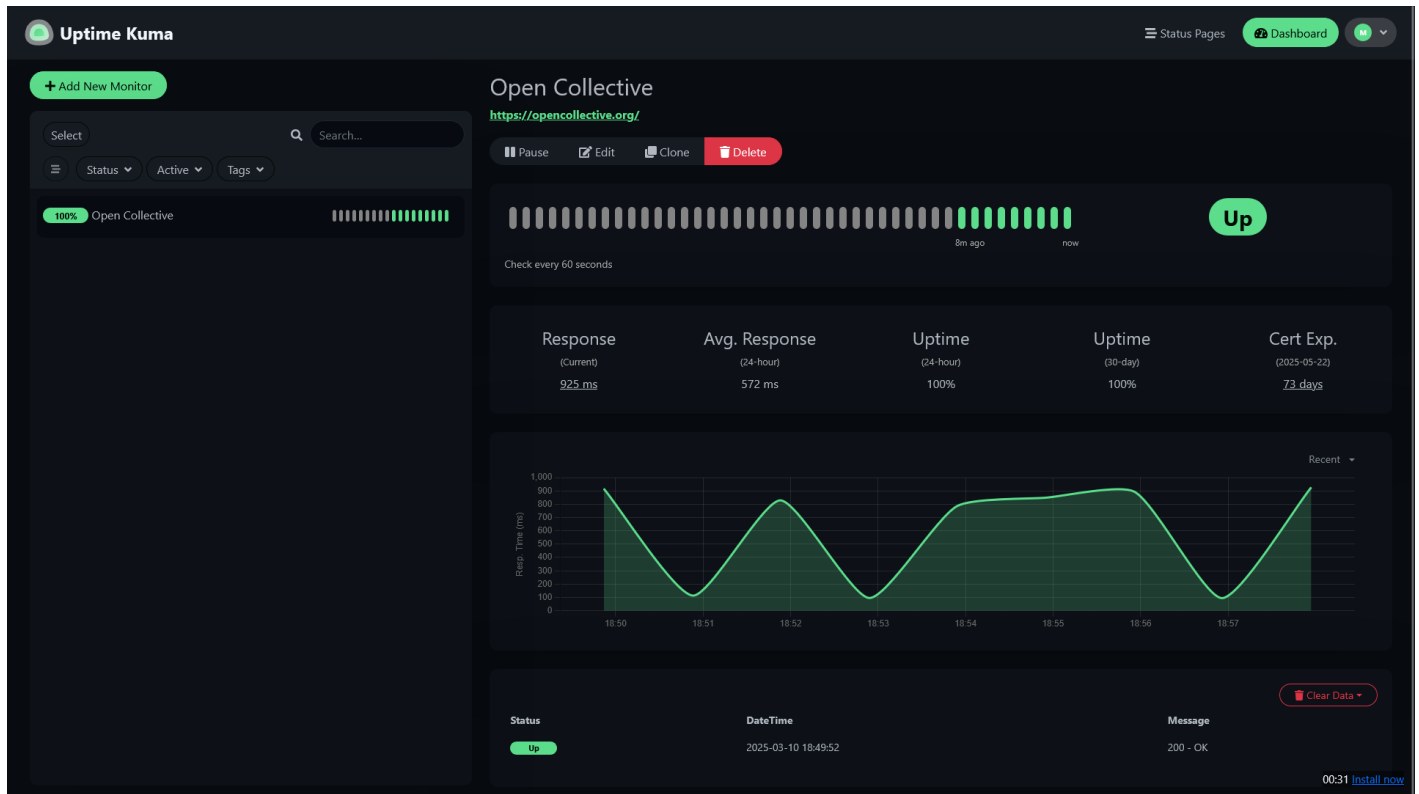 Uptime Kuma
Status Pages
Dashboard
M
Add New Monitor
Select
Search...
Status
Active
Tags
100% Open Collective
Open Collective
https://opencollective.org/
Pause
Edit
Clone
Delete
8m ago
now
Up
Check every 60 seconds
Response
(Current)
925 ms
Avg. Response
(24-hour)
572 ms
Uptime
(24-hour)
100%
Uptime
(30-day)
100%
Cert Exp.
(2025-05-22)
73 days
Recent
Resp. Time (ms)
1,000
900
800
700
600
500
400
300
200
100
0
18:50
18:51
18:52
18:53
18:54
18:55
18:56
18:57
Clear Data
Status
DateTime
Message
Up
2025-03-10 18:49:52
200 - OK
00:31 Install now